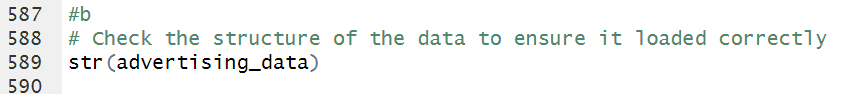 587 #b
588 # Check the structure of the data to ensure it loaded correctly
589 str(advertising_data)
590